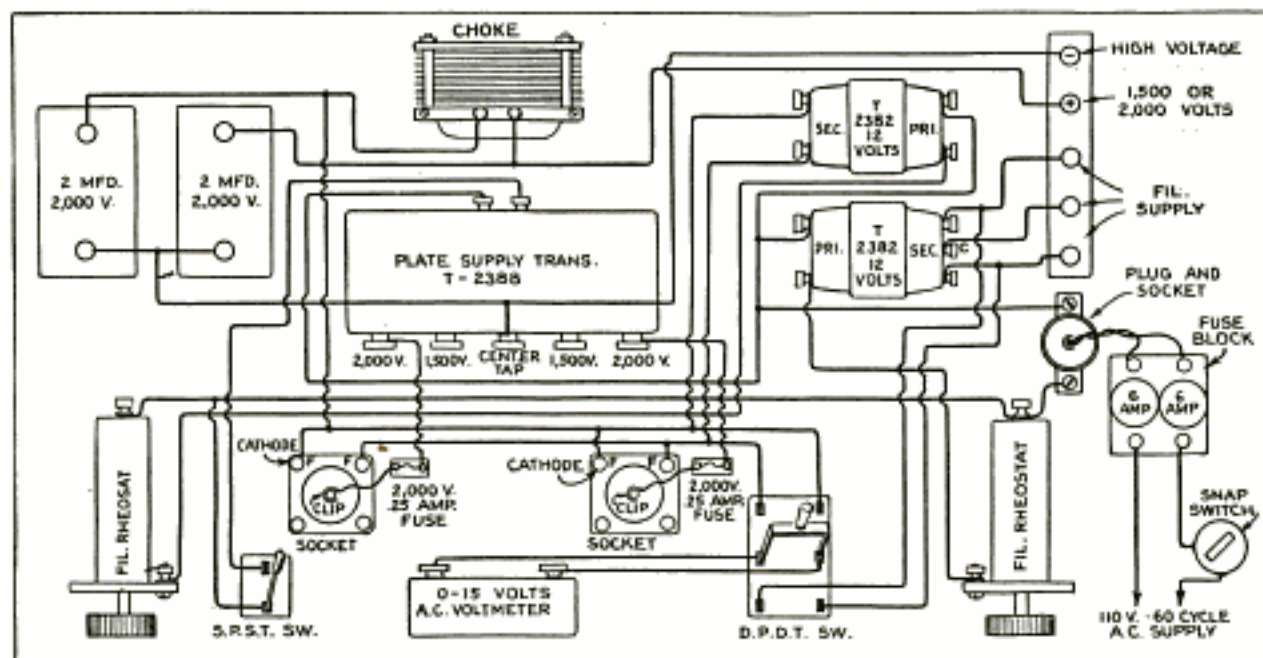 CHOKE
HIGH VOLTAGE
1,500 OR
2,000 VOLTS
−
+
2 MFD.
2,000 V.
2 MFD.
2,000 V.
SEC.
T
2382
12
VOLTS
PRI.
FIL.
SUPPLY
PRI.
T
2382
12
VOLTS
SEC.
C
PLATE SUPPLY TRANS.
T-2388
PLUG AND
SOCKET
FUSE
BLOCK
2,000 V.
1,500V.
CENTER
TAP
1,500V.
2,000 V.
6
AMP
6
AMP
CATHODE
F
F
CLIP
SOCKET
2,000 V.
.25 AMP.
FUSE
CATHODE
F
F
CLIP
SOCKET
2,000V.
.25 AMP.
FUSE
SNAP
SWITCH
FIL. RHEOSAT
FIL. RHEOSTAT
0-15 VOLTS
A.C. VOLTMETER
S.P.S.T. SW.
D.P.D.T. SW.
110 V. -60 CYCLE
A.C. SUPPLY